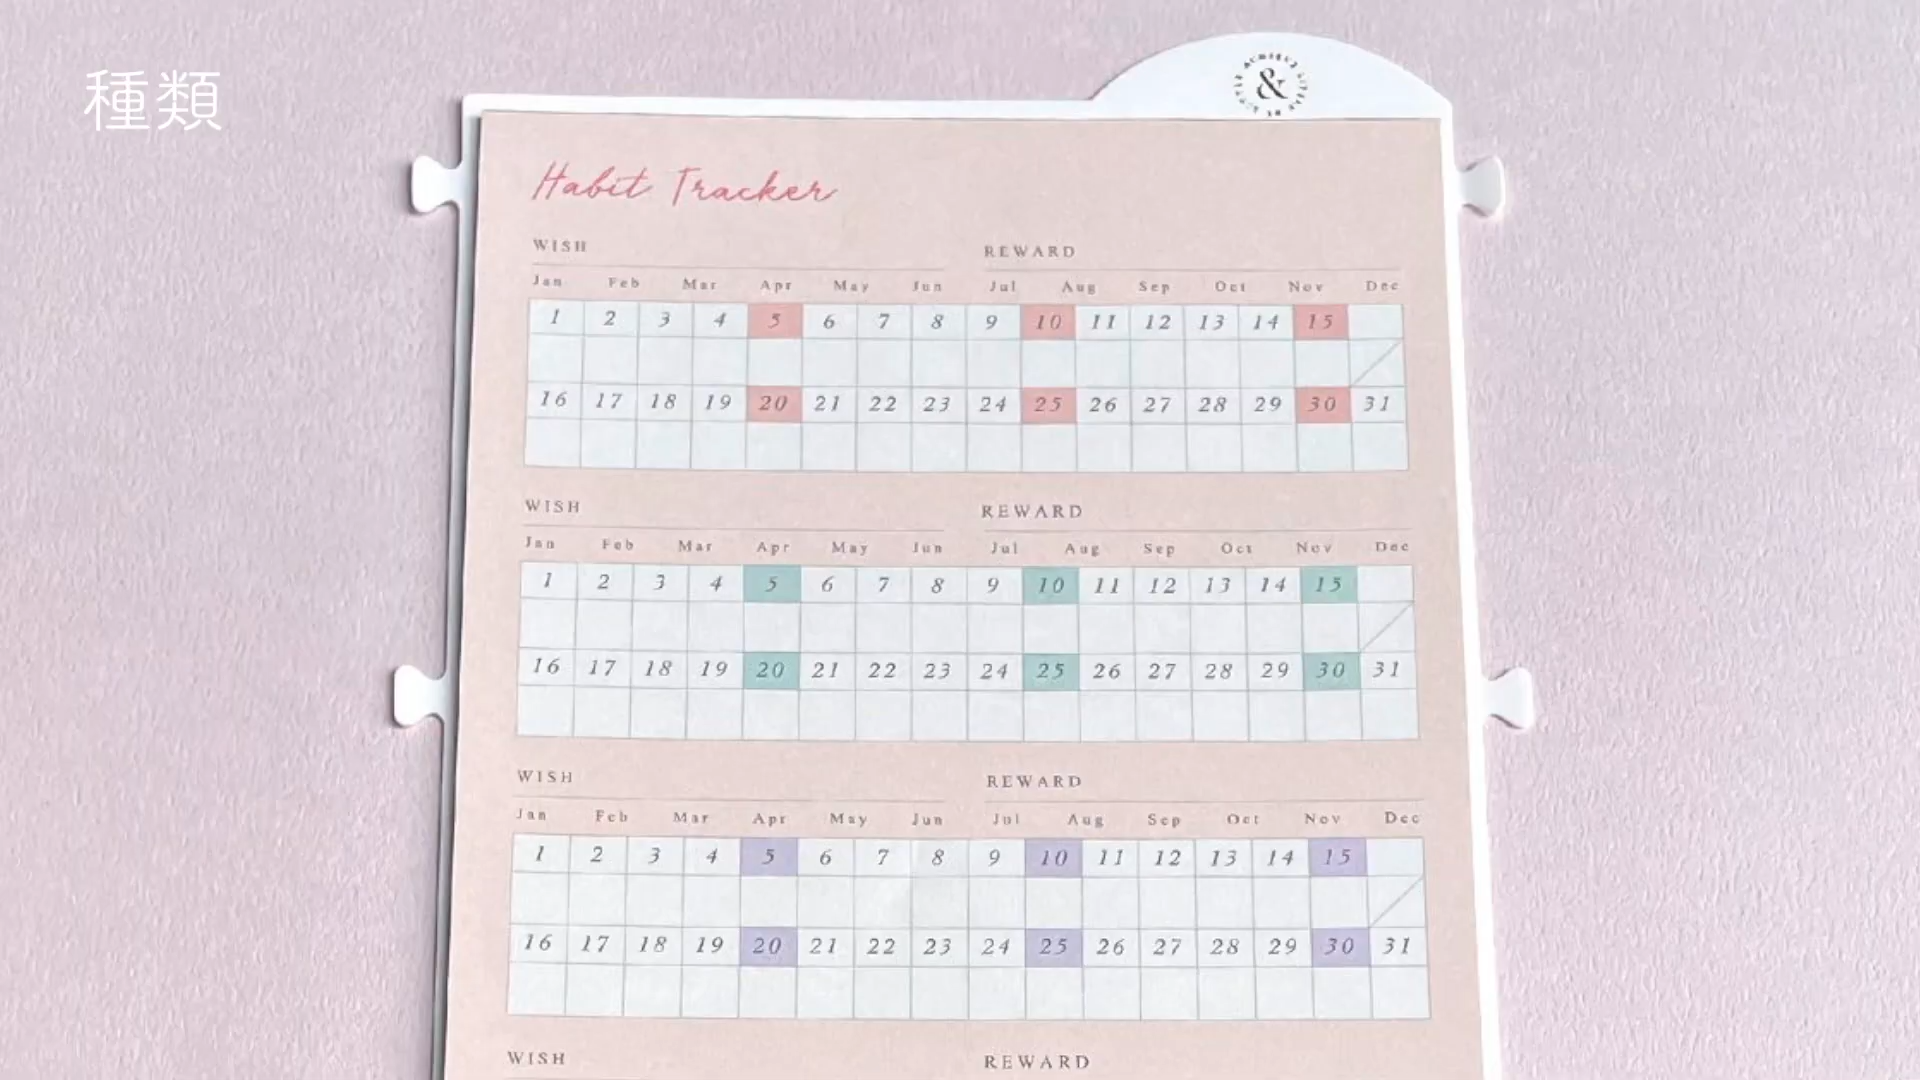 種類
&
Habit Tracker
WISH REWARD
Jan Feb Mar Apr May Jun Jul Aug Sep Oct Nov Dec
1 2 3 4 5 6 7 8 9 10 11 12 13 14 15
16 17 18 19 20 21 22 23 24 25 26 27 28 29 30 31
WISH REWARD
Jan Feb Mar Apr May Jun Jul Aug Sep Oct Nov Dec
1 2 3 4 5 6 7 8 9 10 11 12 13 14 15
16 17 18 19 20 21 22 23 24 25 26 27 28 29 30 31
WISH REWARD
Jan Feb Mar Apr May Jun Jul Aug Sep Oct Nov Dec
1 2 3 4 5 6 7 8 9 10 11 12 13 14 15
16 17 18 19 20 21 22 23 24 25 26 27 28 29 30 31
WISH REWARD